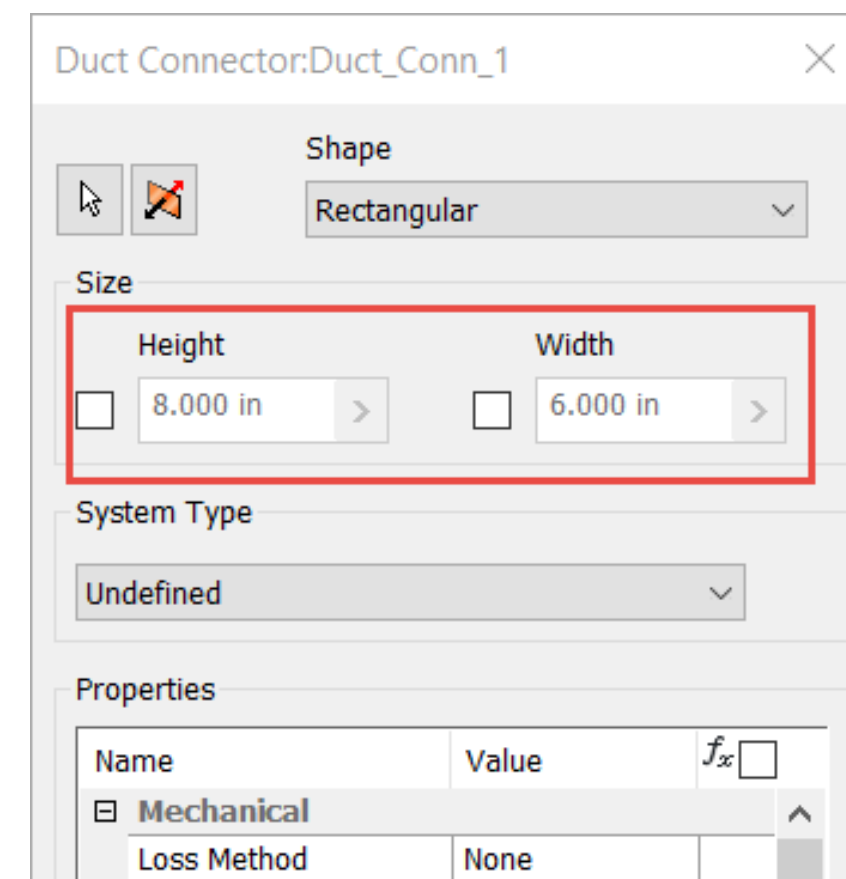 Duct Connector:Duct_Conn_1
Shape
Rectangular
Size
Height Width
8.000 in 6.000 in
System Type
Undefined
Properties
Name Value fx
Mechanical
Loss Method None